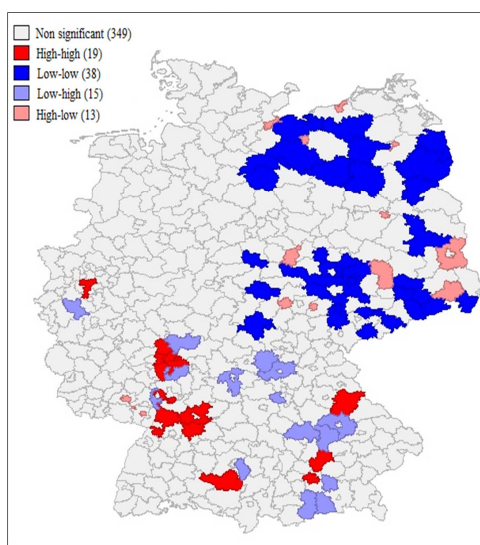 Non significant (349)
High-high (19)
Low-low (38)
Low-high (15)
High-low (13)